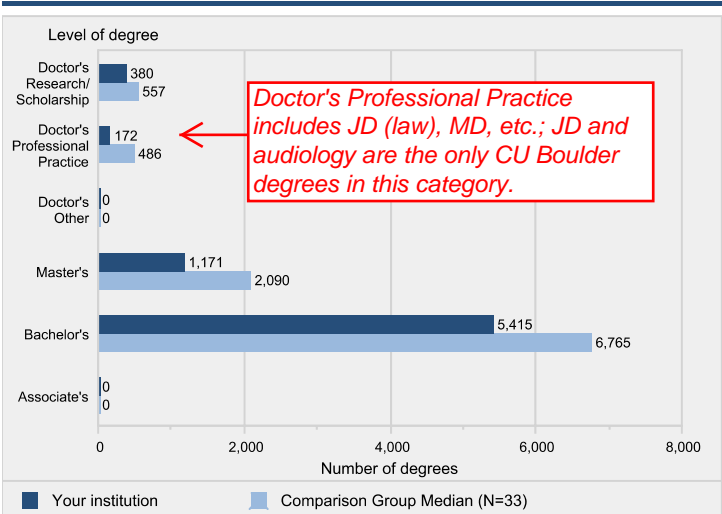 Level of degree
Doctor's
Research/
Scholarship
380
557
Doctor's
Professional
Practice
172
486
Doctor's Professional Practice
includes JD (law), MD, etc.; JD and
audiology are the only CU Boulder
degrees in this category.
Doctor's
Other
0
0
Master's
1,171
2,090
Bachelor's
5,415
6,765
Associate's
0
0
0 2,000 4,000 6,000 8,000
Number of degrees
Your institution Comparison Group Median (N=33)